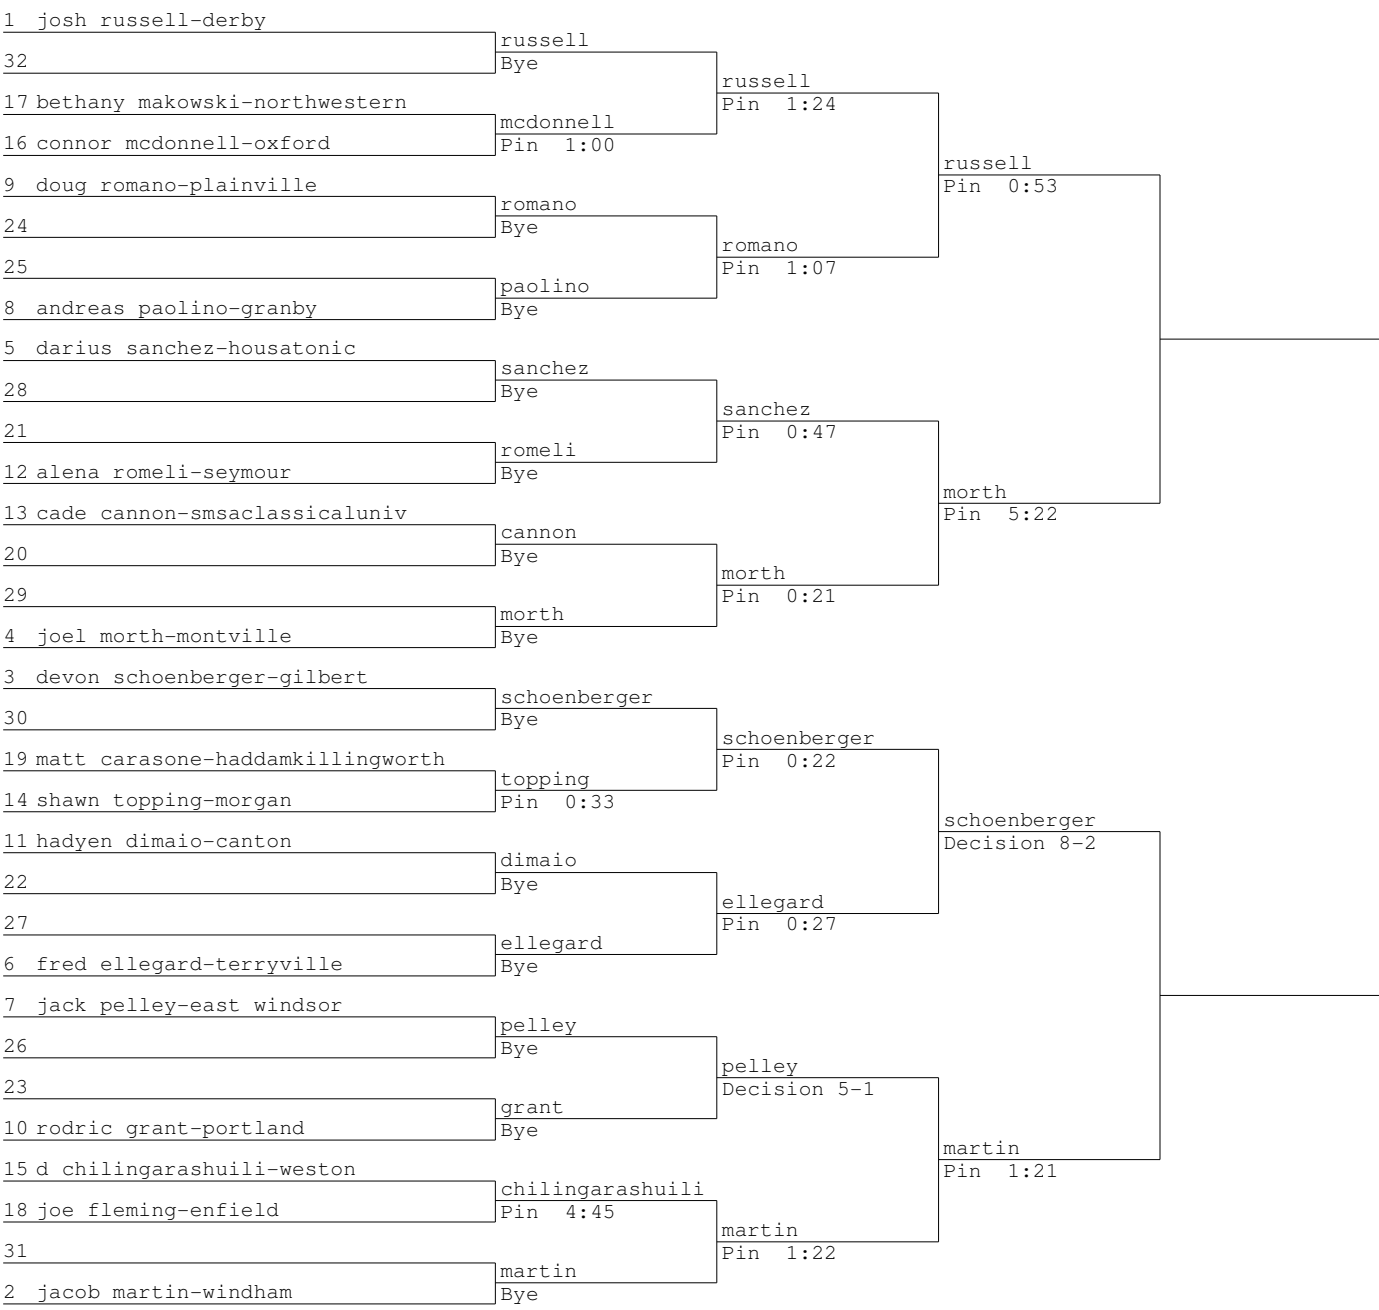 1 josh russell-derby
32
17 bethany makowski-northwestern
16 connor mcdonnell-oxford
9 doug romano-plainville
24
25
8 andreas paolino-granby
5 darius sanchez-housatonic
28
21
12 alena romeli-seymour
13 cade cannon-smsaclassicaluniv
20
29
4 joel morth-montville
3 devon schoenberger-gilbert
30
19 matt carasone-haddamkillingworth
14 shawn topping-morgan
11 hadyen dimaio-canton
22
27
6 fred ellegard-terryville
7 jack pelley-east windsor
26
23
10 rodric grant-portland
15 d chilingarashuili-weston
18 joe fleming-enfield
31
2 jacob martin-windham
russell
Bye
mcdonnell
Pin 1:00
romano
Bye
paolino
Bye
sanchez
Bye
romeli
Bye
cannon
Bye
morth
Bye
schoenberger
Bye
topping
Pin 0:33
dimaio
Bye
ellegard
Bye
pelley
Bye
grant
Bye
chilingarashuili
Pin 4:45
martin
Bye
russell
Pin 1:24
romano
Pin 1:07
sanchez
Pin 0:47
morth
Pin 0:21
schoenberger
Pin 0:22
ellegard
Pin 0:27
pelley
Decision 5-1
martin
Pin 1:22
russell
Pin 0:53
morth
Pin 5:22
schoenberger
Decision 8-2
martin
Pin 1:21